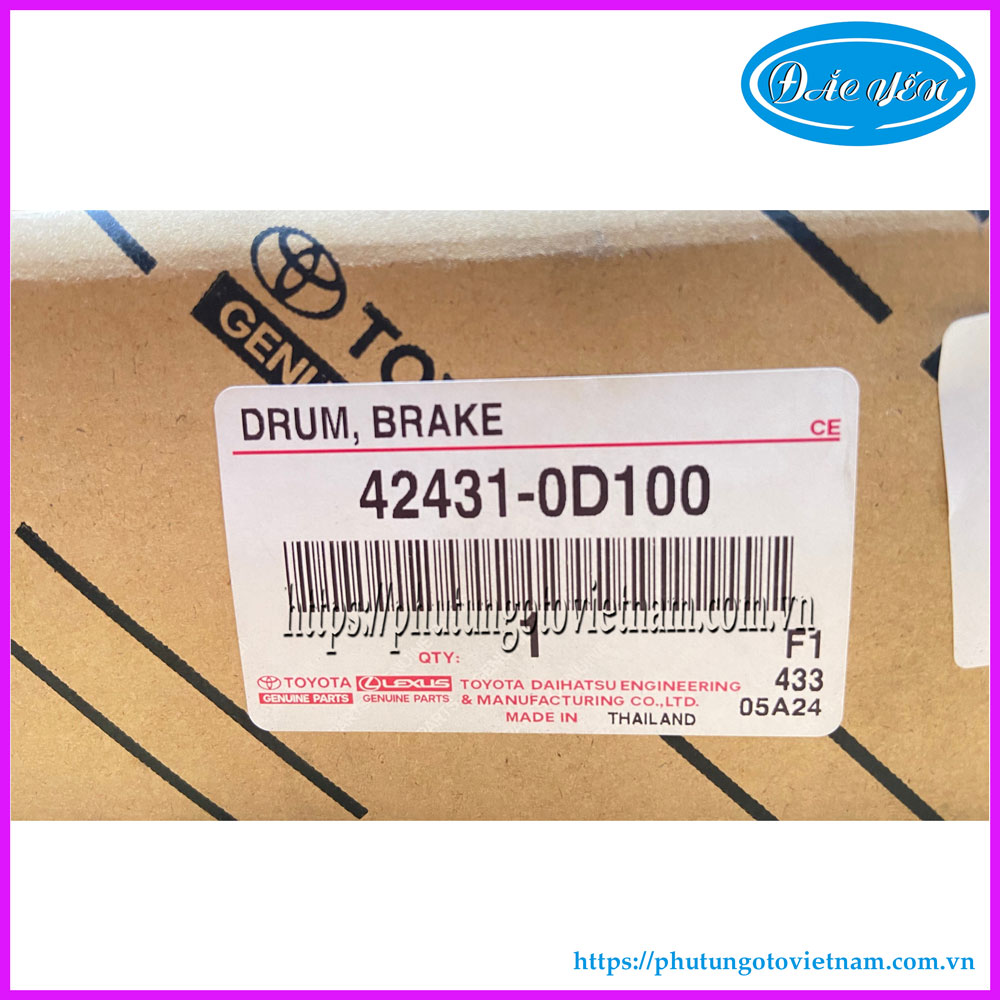 ĐẮC YẾN
TOYOTA
GENUINE
DRUM, BRAKE
CE
42431-0D100
https://phutungotovietnam.com.vn
QTY: 1
F1
TOYOTA
GENUINE PARTS
LEXUS
GENUINE PARTS
TOYOTA DAIHATSU ENGINEERING
& MANUFACTURING CO.,LTD.
MADE IN THAILAND
433
05A24
https://phutungotovietnam.com.vn